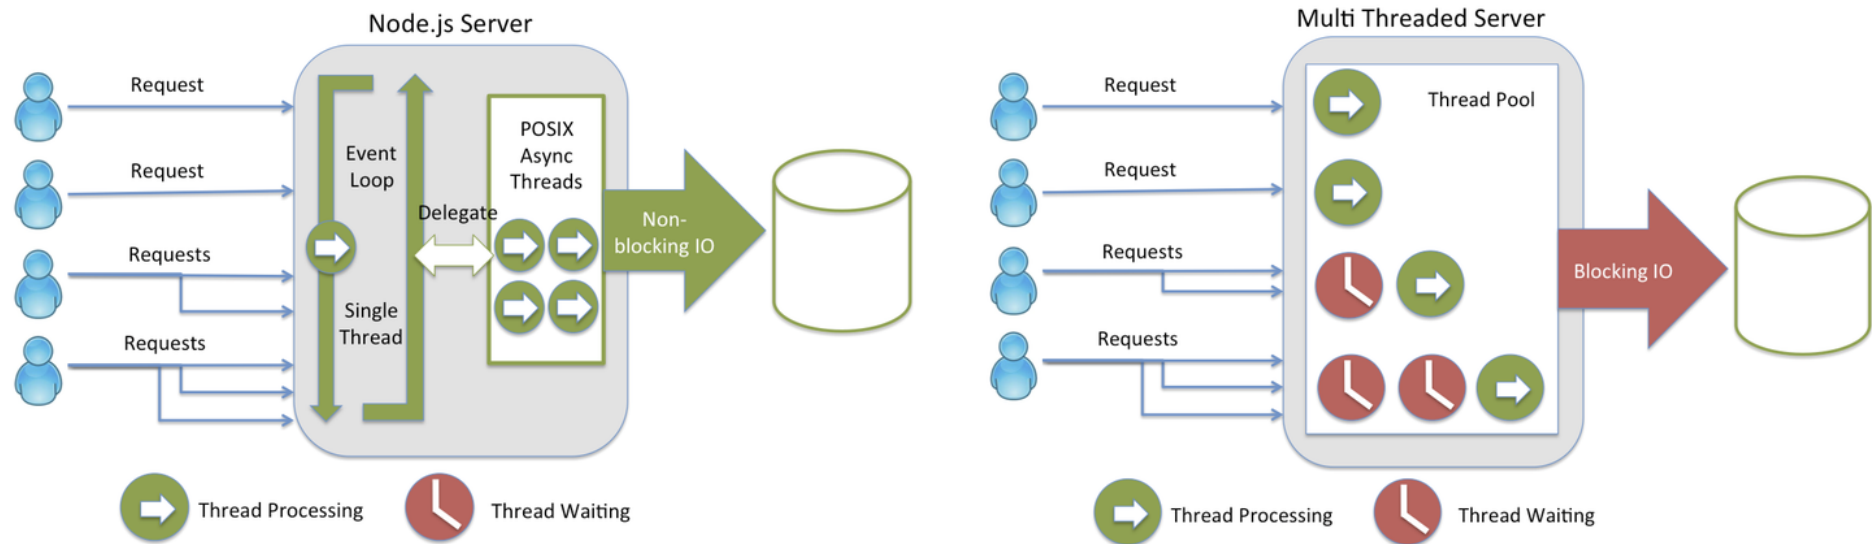 Node.js Server
Request
Request
Requests
Requests
Event
Loop
Single
Thread
Delegate
POSIX
Async
Threads
Non-
blocking IO
Thread Processing
Thread Waiting
Multi Threaded Server
Request
Request
Requests
Requests
Thread Pool
Blocking IO
Thread Processing
Thread Waiting